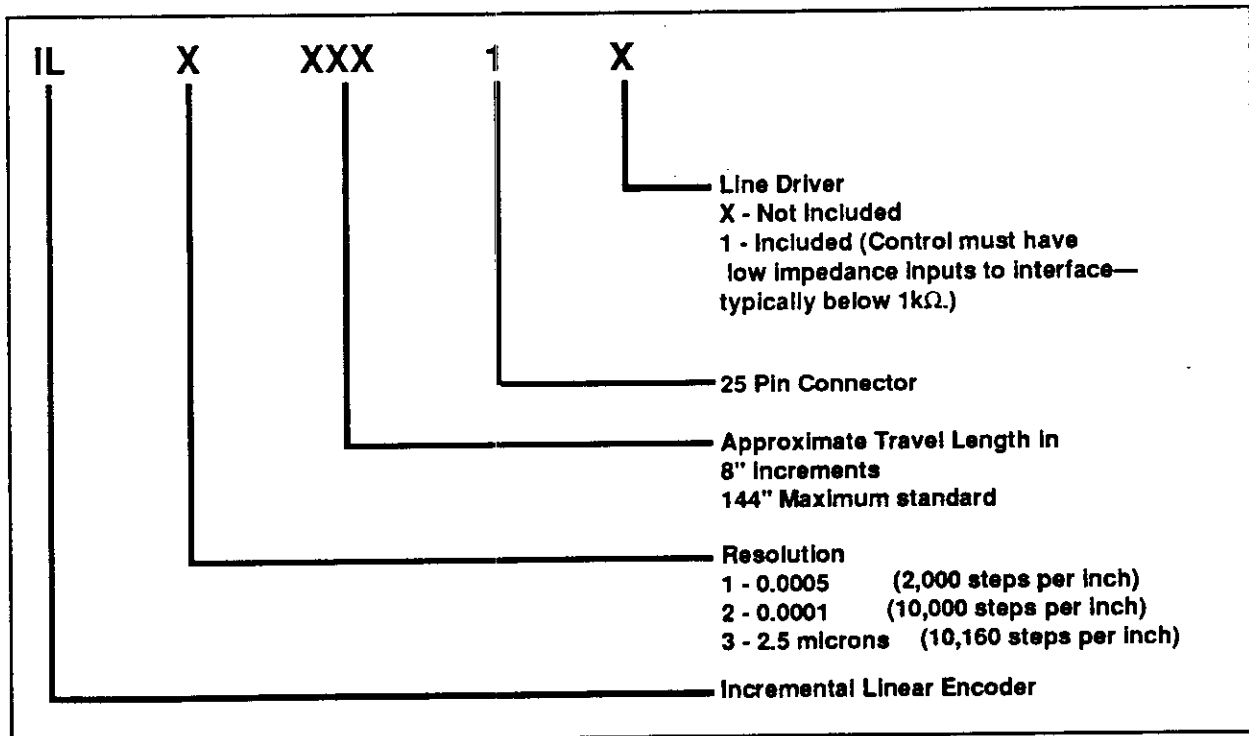 IL X XXX 1 X
Line Driver
X - Not Included
1 - Included (Control must have
low impedance inputs to interface—
typically below 1kΩ.)
25 Pin Connector
Approximate Travel Length in
8" increments
144" Maximum standard
Resolution
1 - 0.0005 (2,000 steps per inch)
2 - 0.0001 (10,000 steps per inch)
3 - 2.5 microns (10,160 steps per inch)
Incremental Linear Encoder